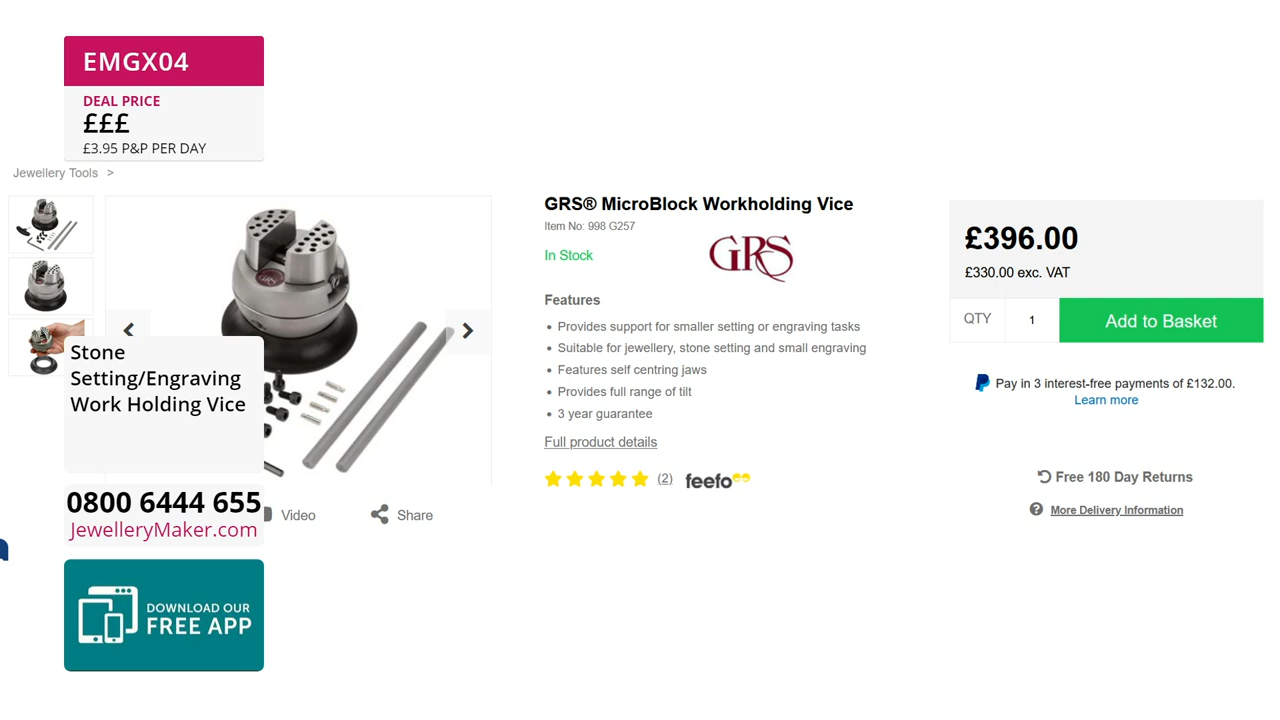 EMGX04
DEAL PRICE
£££
£3.95 P&P PER DAY
Jewellery Tools >
GRS
Stone
Setting/Engraving
Work Holding Vice
0800 6444 655
JewelleryMaker.com
Video
Share
DOWNLOAD OUR
FREE APP
GRS® MicroBlock Workholding Vice
Item No: 998 G257
In Stock
GRS
Features
• Provides support for smaller setting or engraving tasks
• Suitable for jewellery, stone setting and small engraving
• Features self centring jaws
• Provides full range of tilt
• 3 year guarantee
Full product details
(2) feefo
£396.00
£330.00 exc. VAT
QTY 1 Add to Basket
Pay in 3 interest-free payments of £132.00.
Learn more
Free 180 Day Returns
More Delivery Information